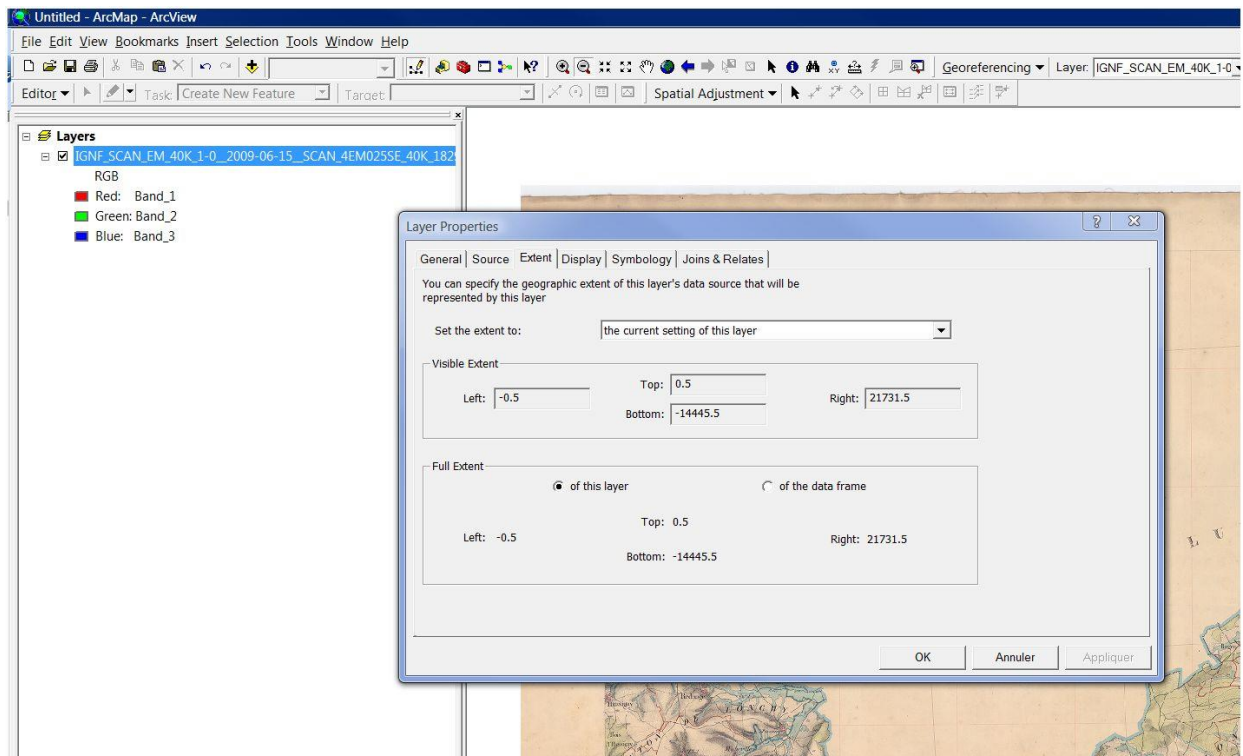 Untitled - ArcMap - ArcView
File Edit View Bookmarks Insert Selection Tools Window Help
Georeferencing Layer: IGNF_SCAN_EM_40K_1-0
Editor Task: Create New Feature Target: Spatial Adjustment
Layers
IGNF_SCAN_EM_40K_1-0__2009-06-15__SCAN_4EM025SE_40K_182
RGB
Red: Band_1
Green: Band_2
Blue: Band_3
Layer Properties
General Source Extent Display Symbology Joins & Relates
You can specify the geographic extent of this layer's data source that will be
represented by this layer
Set the extent to: the current setting of this layer
Visible Extent
Top: 0.5
Left: -0.5 Right: 21731.5
Bottom: -14445.5
Full Extent
of this layer of the data frame
Top: 0.5
Left: -0.5 Right: 21731.5
Bottom: -14445.5
L U
OK Annuler Appliquer
LONGWY